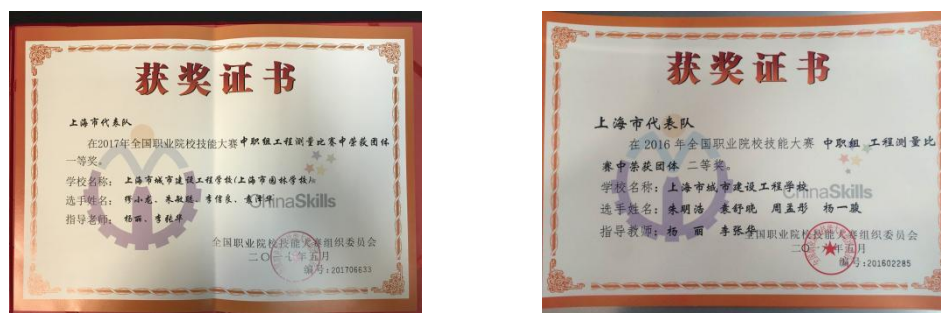 获奖证书
上海市代表队
在2017年全国职业院校技能大赛中职组工程测量比赛中荣获团体
一等奖。
学校名称：上海市城市建设工程学校(上海市园林学校)。
选手姓名：
指导老师：杨丽、李张华
ChinaSkills
全国职业院校技能大赛组织委员会
二〇一七年五月
编号：201706633
获奖证书
上海市代表队
在2016年全国职业院校技能大赛 中职组 工程测量比
赛中荣获团体 二等奖。
学校名称：上海市城市建设工程学校
ChinaSkills
选手姓名：朱明浩 袁舒晓 周孟彤 杨一骏
指导教师：杨 丽 李张华
全国职业院校技能大赛组织委员会
二〇一六年五月
编号：201602285